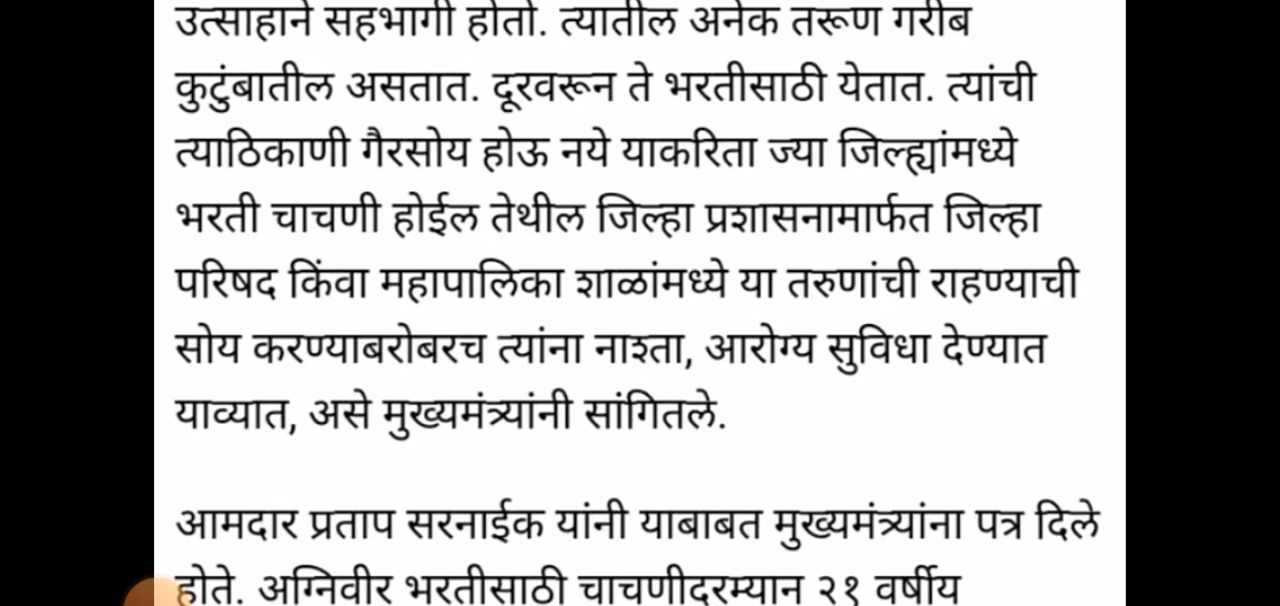 उत्साहाने सहभागी होतो. त्यातील अनेक तरूण गरीब
कुटुंबातील असतात. दूरवरून ते भरतीसाठी येतात. त्यांची
त्याठिकाणी गैरसोय होऊ नये याकरिता ज्या जिल्ह्यांमध्ये
भरती चाचणी होईल तेथील जिल्हा प्रशासनामार्फत जिल्हा
परिषद किंवा महापालिका शाळांमध्ये या तरुणांची राहण्याची
सोय करण्याबरोबरच त्यांना नाश्ता, आरोग्य सुविधा देण्यात
याव्यात, असे मुख्यमंत्र्यांनी सांगितले.
आमदार प्रताप सरनाईक यांनी याबाबत मुख्यमंत्र्यांना पत्र दिले
होते. अग्निवीर भरतीसाठी चाचणीदरम्यान २१ वर्षीय